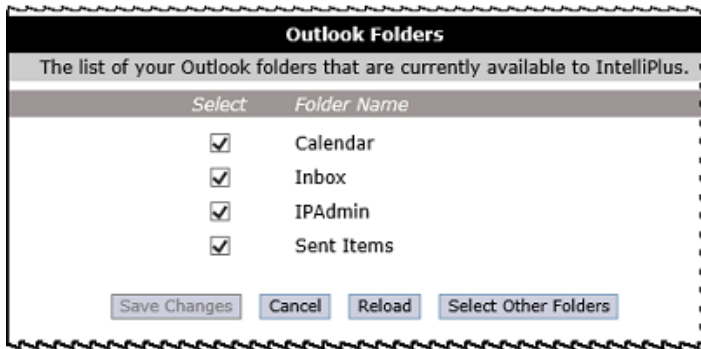 Outlook Folders
The list of your Outlook folders that are currently available to IntelliPlus.
Select Folder Name
Calendar
Inbox
IPAdmin
Sent Items
Save Changes Cancel Reload Select Other Folders